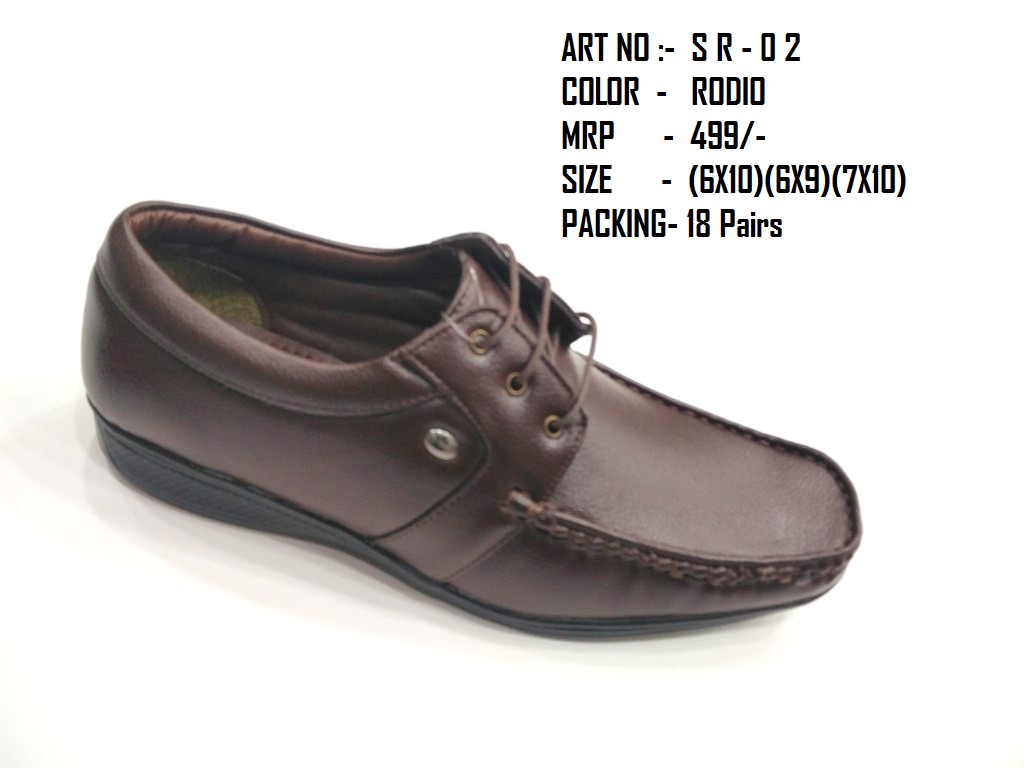 ART NO :- S R - 0 2
COLOR - RODIO
MRP - 499/-
SIZE - (6X10)(6X9)(7X10)
PACKING- 18 Pairs